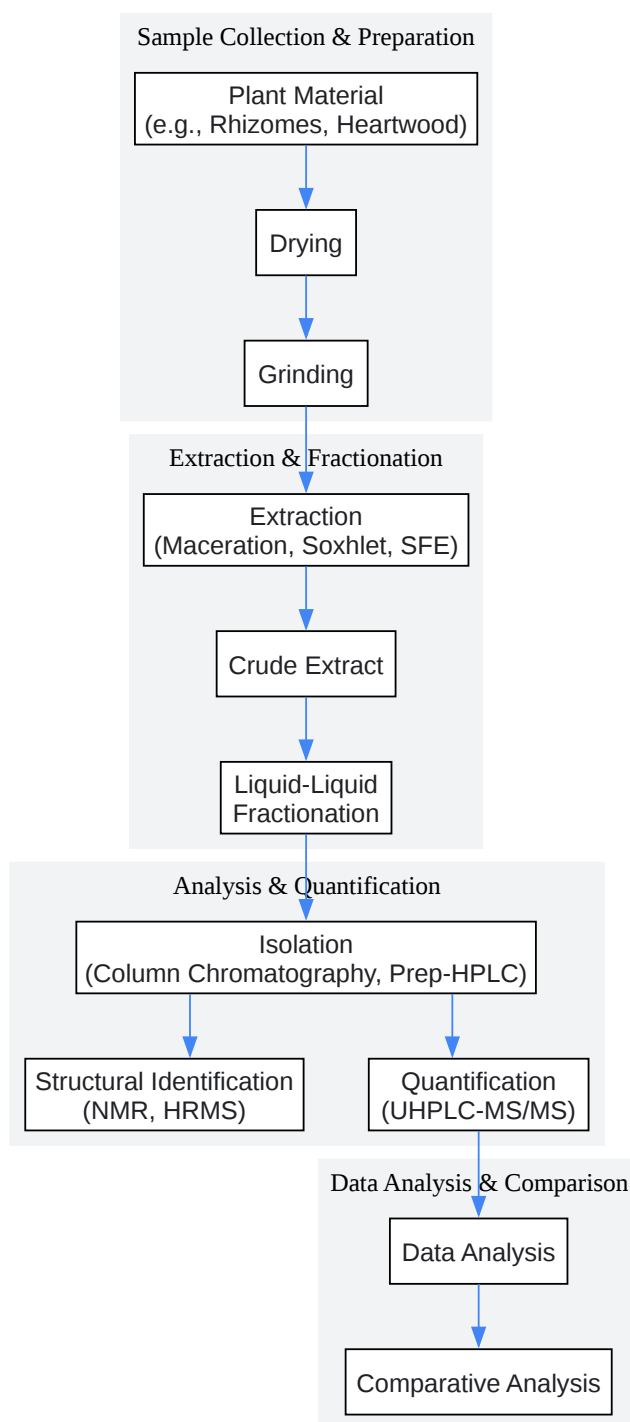 Sample Collection & Preparation
Plant Material
(e.g., Rhizomes, Heartwood)
Drying
Grinding
Extraction & Fractionation
Extraction
(Maceration, Soxhlet, SFE)
Crude Extract
Liquid-Liquid
Fractionation
Analysis & Quantification
Isolation
(Column Chromatography, Prep-HPLC)
Structural Identification
(NMR, HRMS)
Quantification
(UHPLC-MS/MS)
Data Analysis & Comparison
Data Analysis
Comparative Analysis